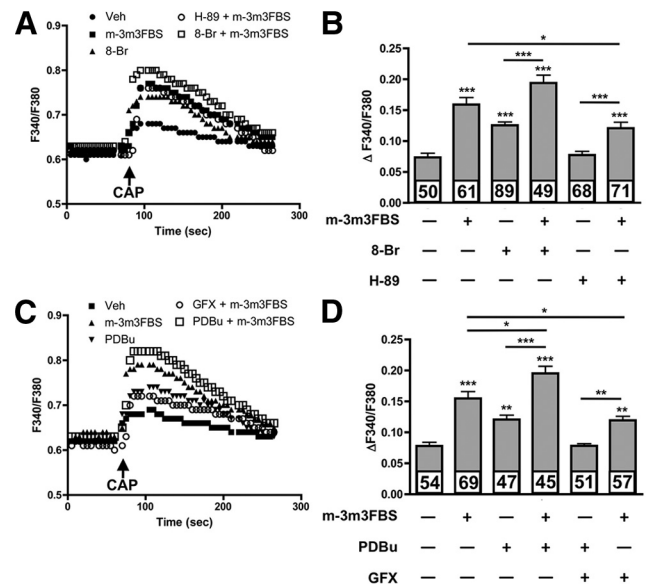 A
Veh
m-3m3FBS
8-Br
H-89 + m-3m3FBS
8-Br + m-3m3FBS
F340/F380
0.9
0.8
0.7
0.6
0.5
CAP
0 100 200 300
Time (sec)
B
Δ F340/F380
0.25
0.20
0.15
0.10
0.05
0.00
*
***
***
***
***
***
***
50 61 89 49 68 71
m-3m3FBS — + — + — +
8-Br — — + + — —
H-89 — — — — + +
C
Veh
m-3m3FBS
PDBu
GFX + m-3m3FBS
PDBu + m-3m3FBS
F340/F380
0.9
0.8
0.7
0.6
0.5
CAP
0 100 200 300
Time (sec)
D
ΔF340/F380
0.25
0.20
0.15
0.10
0.05
0.00
*
*
***
***
***
**
**
**
54 69 47 45 51 57
m-3m3FBS — + — + — +
PDBu — — + + + —
GFX — — — — + +